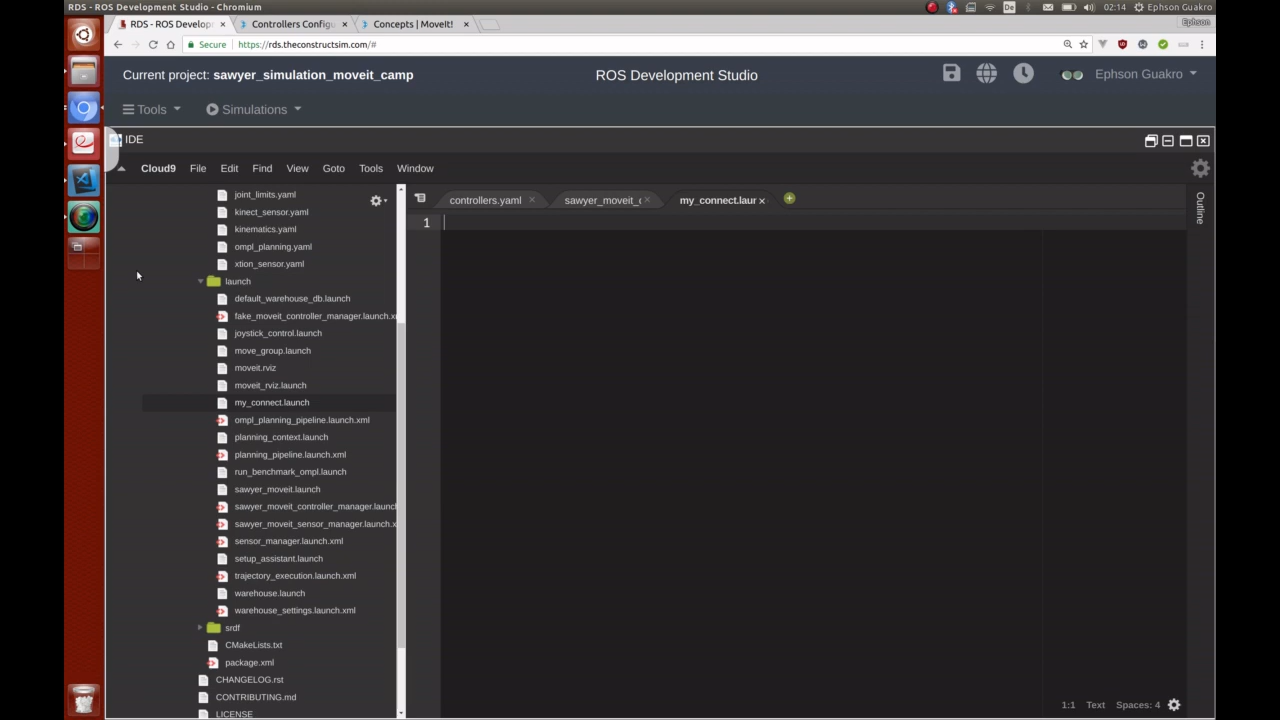 RDS - ROS Development Studio - Chromium
De
02:14
Ephson Guakro
RDS - ROS Develop
Controllers Configu
Concepts | MoveIt!
Ephson
Secure
https://rds.theconstructsim.com/#
Current project: sawyer_simulation_moveit_camp
ROS Development Studio
Ephson Guakro
Tools
Simulations
IDE
Cloud9
File
Edit
Find
View
Goto
Tools
Window
joint_limits.yaml
kinect_sensor.yaml
kinematics.yaml
ompl_planning.yaml
xtion_sensor.yaml
launch
default_warehouse_db.launch
fake_moveit_controller_manager.launch.x
joystick_control.launch
move_group.launch
moveit.rviz
moveit_rviz.launch
my_connect.launch
ompl_planning_pipeline.launch.xml
planning_context.launch
planning_pipeline.launch.xml
run_benchmark_ompl.launch
sawyer_moveit.launch
sawyer_moveit_controller_manager.launch
sawyer_moveit_sensor_manager.launch.x
sensor_manager.launch.xml
setup_assistant.launch
trajectory_execution.launch.xml
warehouse.launch
warehouse_settings.launch.xml
srdf
CMakeLists.txt
package.xml
CHANGELOG.rst
CONTRIBUTING.md
LICENSE
controllers.yaml
sawyer_moveit_c
my_connect.laun
1
Outline
1:1
Text
Spaces: 4